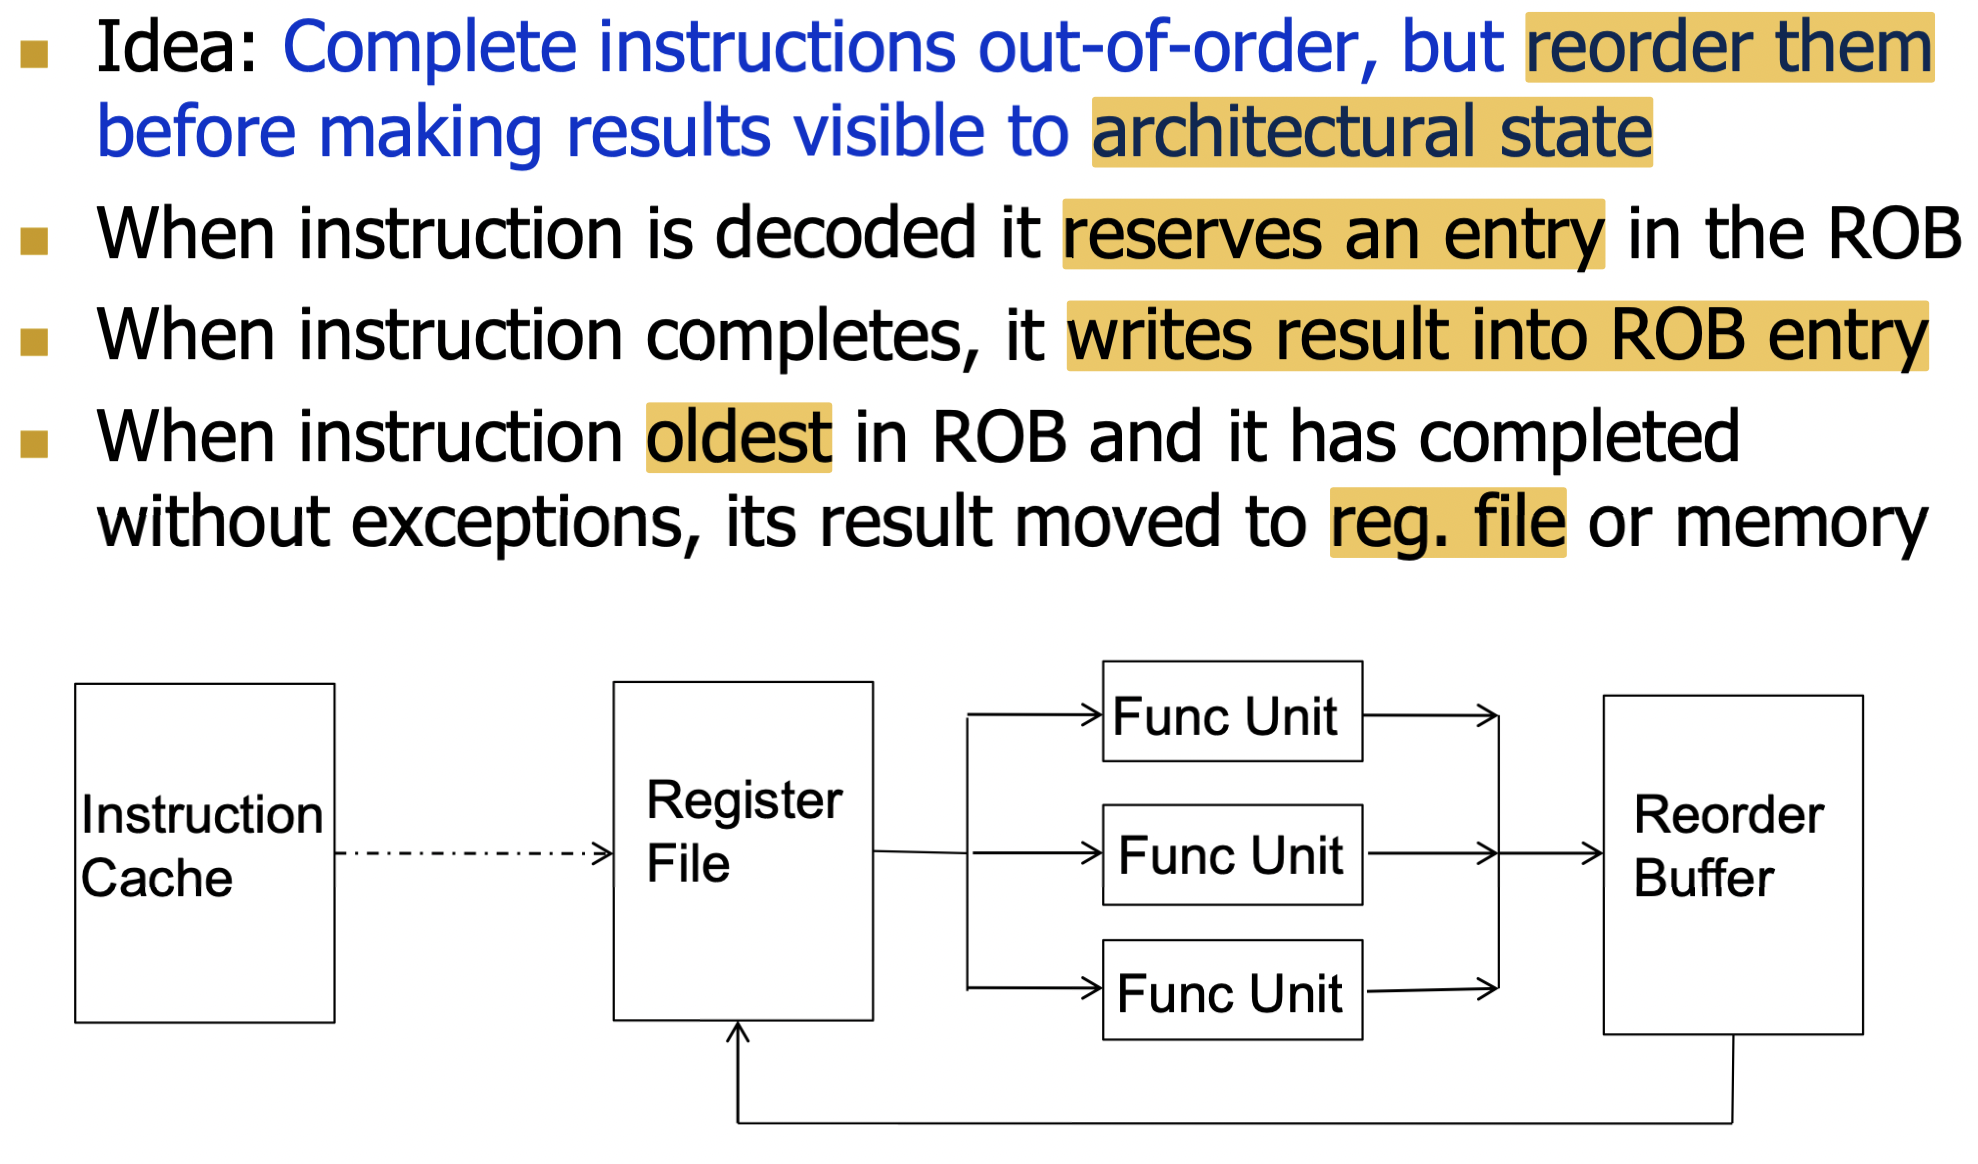 Idea: Complete instructions out-of-order, but reorder them
before making results visible to architectural state
When instruction is decoded it reserves an entry in the ROB
When instruction completes, it writes result into ROB entry
When instruction oldest in ROB and it has completed
without exceptions, its result moved to reg. file or memory
Instruction
Cache
Register
File
Func Unit
Func Unit
Func Unit
Reorder
Buffer